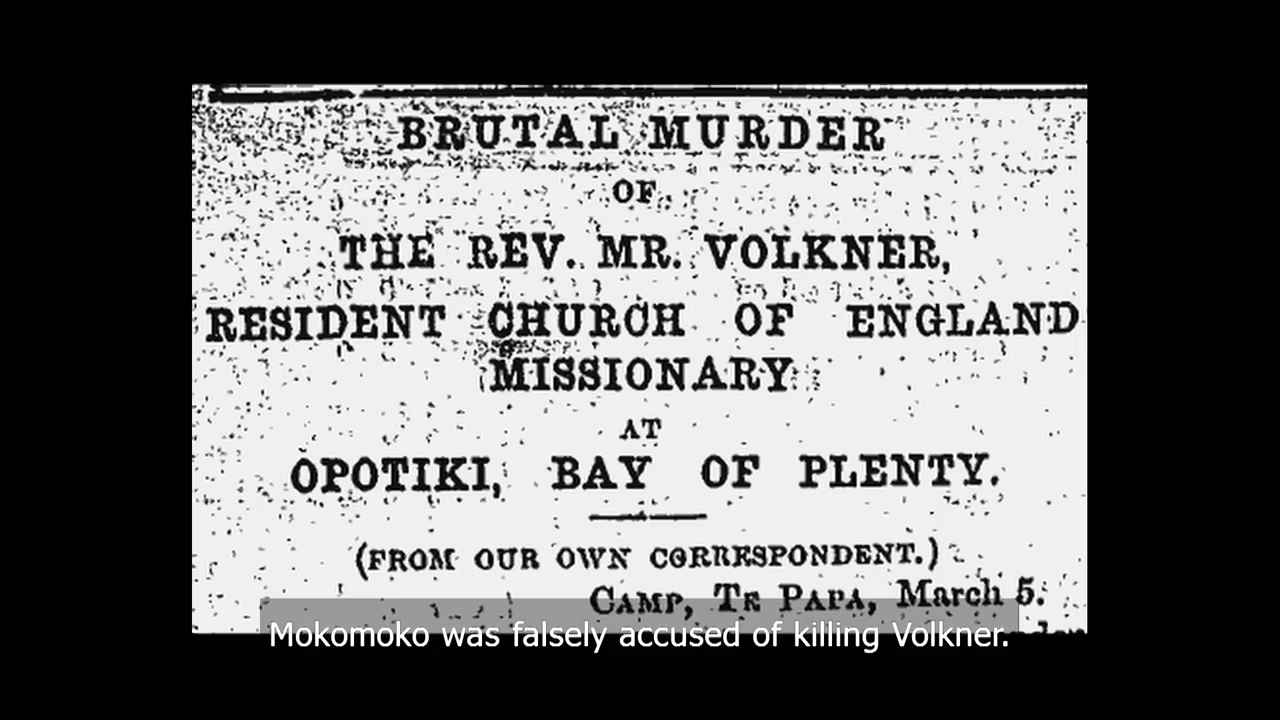 BRUTAL MURDER
OF
THE REV. MR. VOLKNER,
RESIDENT CHURCH OF ENGLAND
MISSIONARY
AT
OPOTIKI, BAY OF PLENTY.
(FROM OUR OWN CORRESPONDENT.)
CAMP, TE PAPA, March 5.
Mokomoko was falsely accused of killing Volkner.